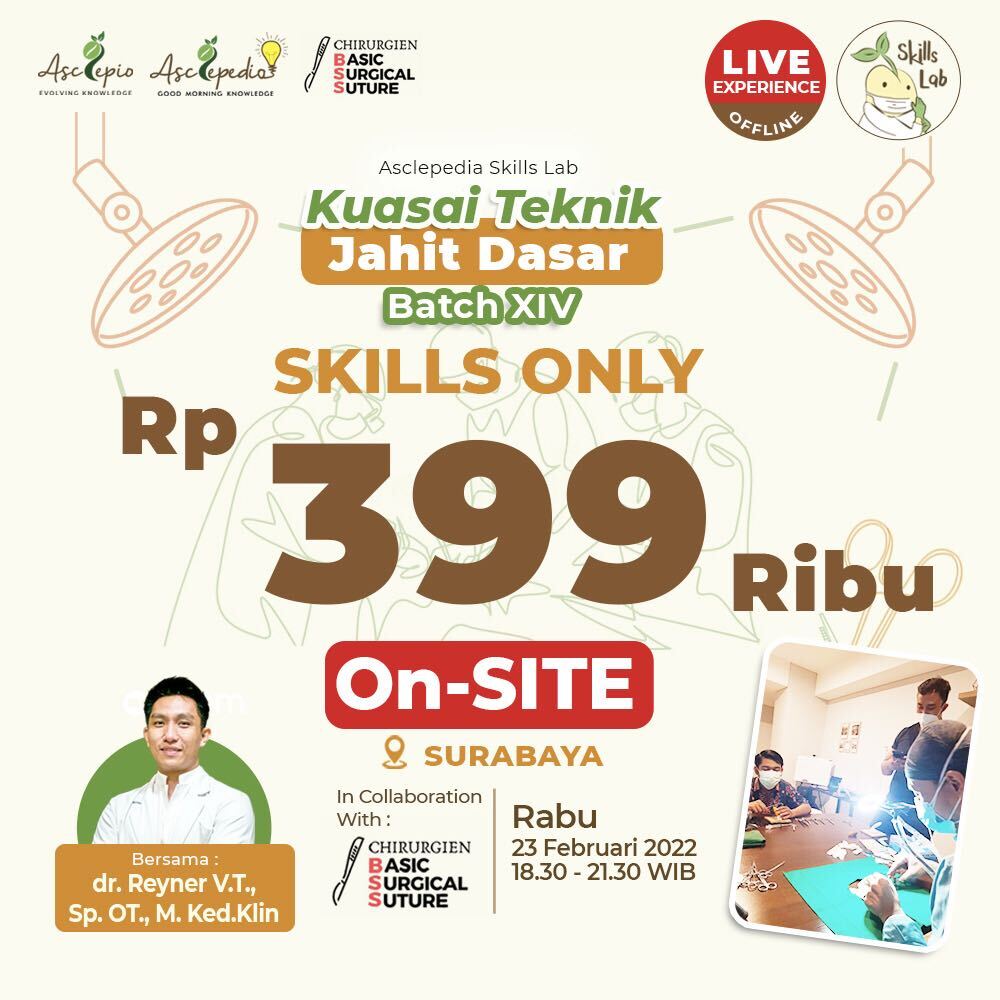 Asclepio
EVOLVING KNOWLEDGE
Asclepedia
GOOD MORNING KNOWLEDGE
CHIRURGIEN
BASIC
SURGICAL
SUTURE
LIVE
EXPERIENCE
OFFLINE
Skills
Lab
Asclepedia Skills Lab
Kuasai Teknik
Jahit Dasar
Batch XIV
SKILLS ONLY
Rp
399
Ribu
On-SITE
SURABAYA
In Collaboration
With :
CHIRURGIEN
BASIC
SURGICAL
SUTURE
Rabu
23 Februari 2022
18.30 - 21.30 WIB
Bersama :
dr. Reyner V.T.,
Sp. OT., M. Ked.Klin